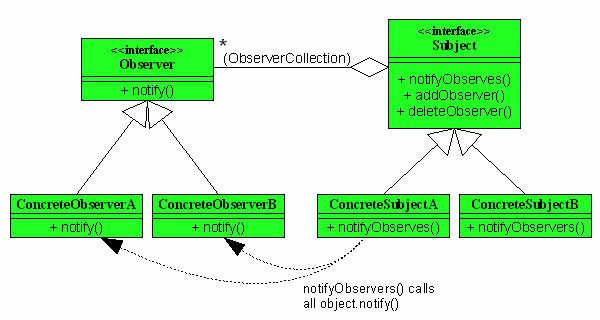 <<interface>>
Observer
+ notify()
*
(ObserverCollection)
<<interface>>
Subject
+ notifyObserves()
+ addObserver()
+ deleteObserver()
ConcreteObserverA
+ notify()
ConcreteObserverB
+ notify()
ConcreteSubjectA
+ notifyObserves()
ConcreteSubjectB
+ notifyObservers()
notifyObservers() calls
all object.notify()